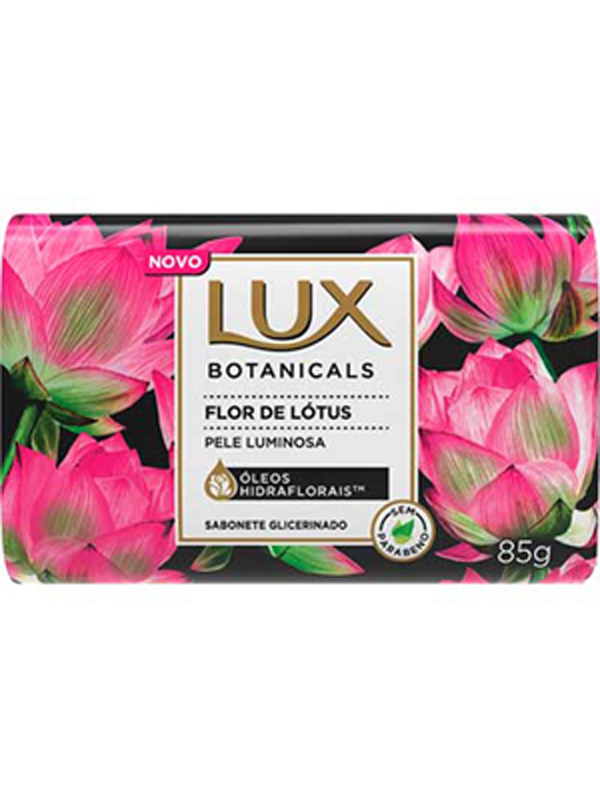 NOVO
LUX
BOTANICALS
FLOR DE LÓTUS
PELE LUMINOSA
ÓLEOS
HIDRAFLORAIS™
SABONETE GLICERINADO
SEM
PARABENO
85g